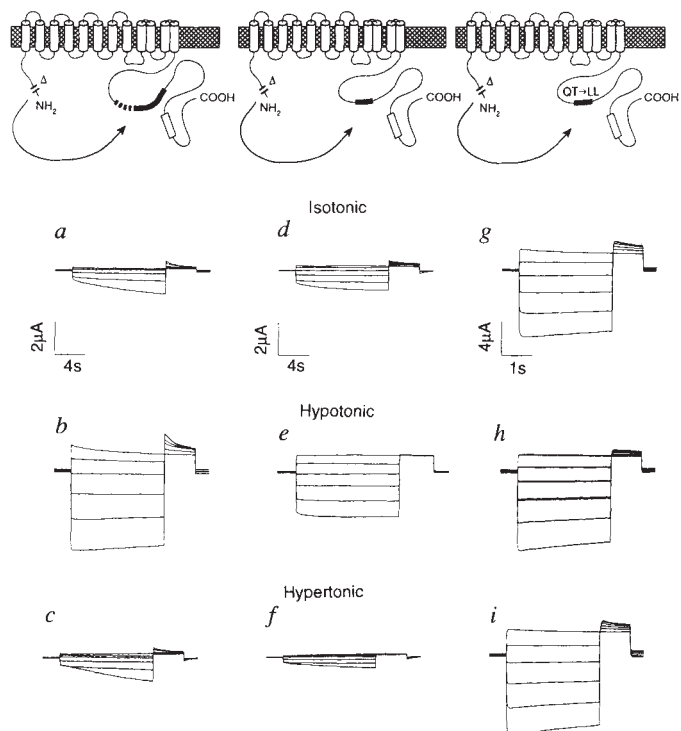 Δ
NH2
COOH
Δ
NH2
COOH
Δ
NH2
QT→LL
COOH
Isotonic
a
d
g
2μA
4s
2μA
4s
4μA
1s
Hypotonic
b
e
h
Hypertonic
c
f
i